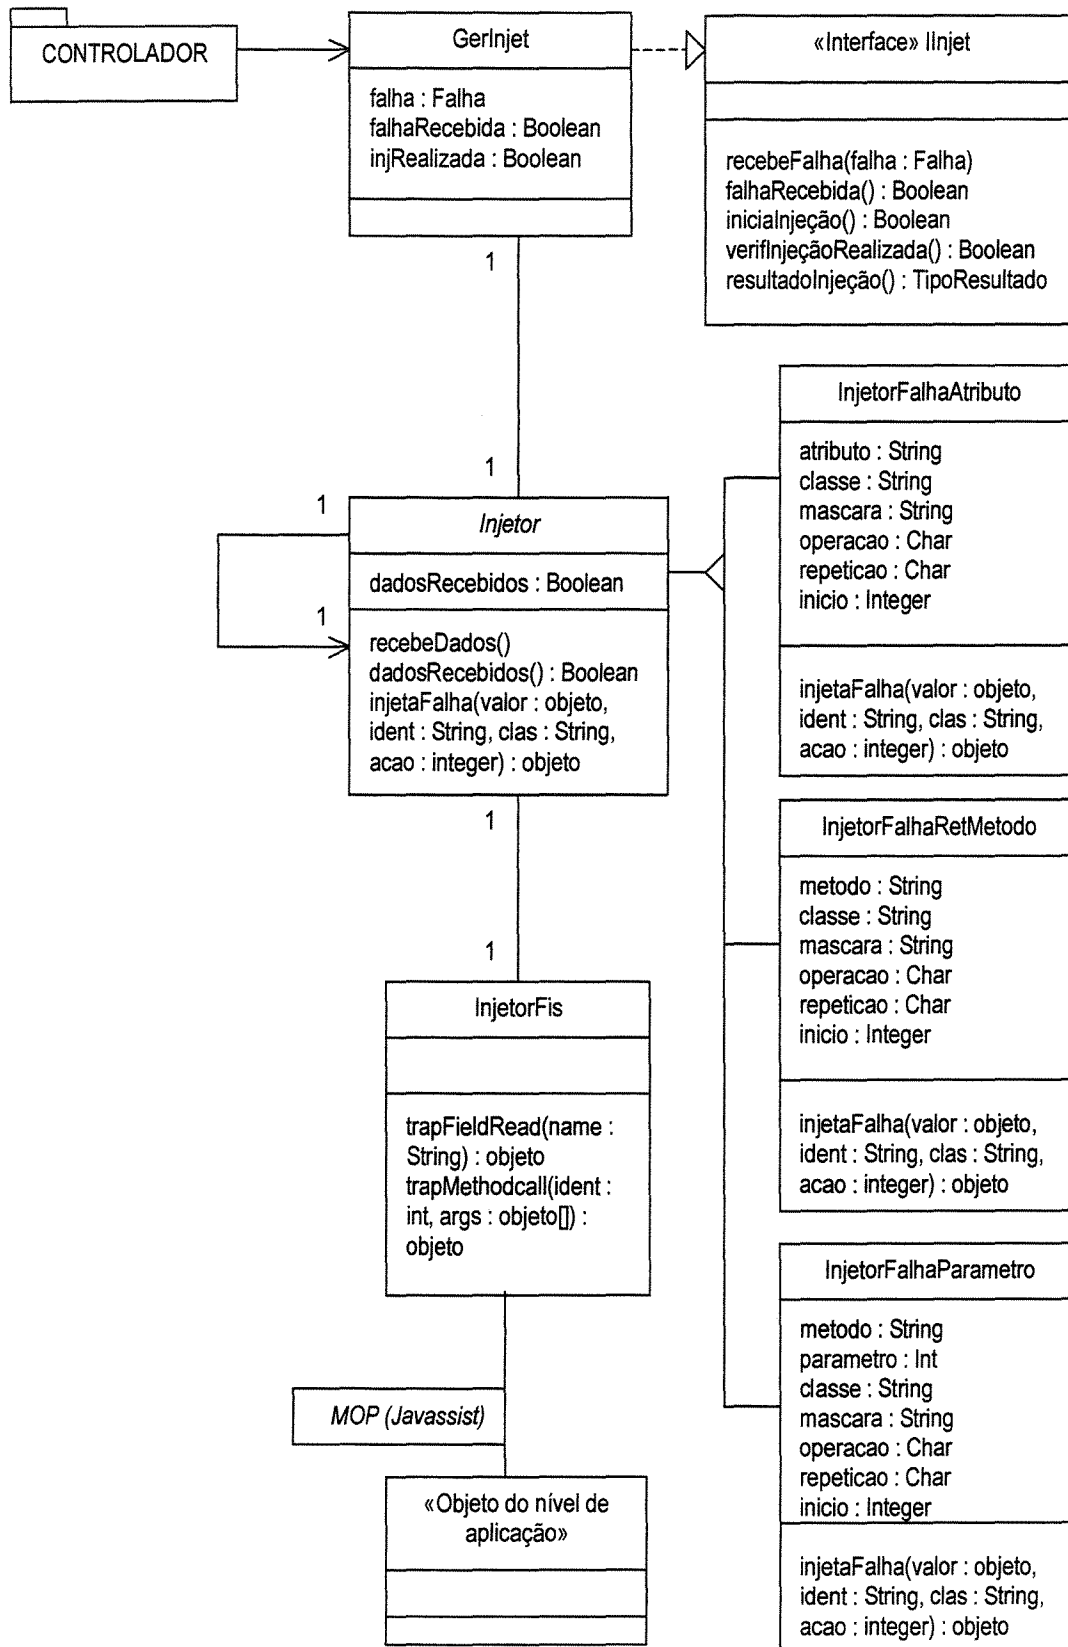 CONTROLADOR
GerInjet
falha : Falha
falhaRecebida : Boolean
injRealizada : Boolean
«Interface» IInjet
recebeFalha(falha : Falha)
falhaRecebida() : Boolean
iniciaInjeção() : Boolean
verifInjeçãoRealizada() : Boolean
resultadoInjeção() : TipoResultado
1
1
1
1
Injetor
dadosRecebidos : Boolean
recebeDados()
dadosRecebidos() : Boolean
injetaFalha(valor : objeto,
ident : String, clas : String,
acao : integer) : objeto
1
1
InjetorFis
trapFieldRead(name :
String) : objeto
trapMethodcall(ident :
int, args : objeto[]) :
objeto
MOP (Javassist)
«Objeto do nível de
aplicação»
InjetorFalhaAtributo
atributo : String
classe : String
mascara : String
operacao : Char
repeticao : Char
inicio : Integer
injetaFalha(valor : objeto,
ident : String, clas : String,
acao : integer) : objeto
InjetorFalhaRetMetodo
metodo : String
classe : String
mascara : String
operacao : Char
repeticao : Char
inicio : Integer
injetaFalha(valor : objeto,
ident : String, clas : String,
acao : integer) : objeto
InjetorFalhaParametro
metodo : String
parametro : Int
classe : String
mascara : String
operacao : Char
repeticao : Char
inicio : Integer
injetaFalha(valor : objeto,
ident : String, clas : String,
acao : integer) : objeto